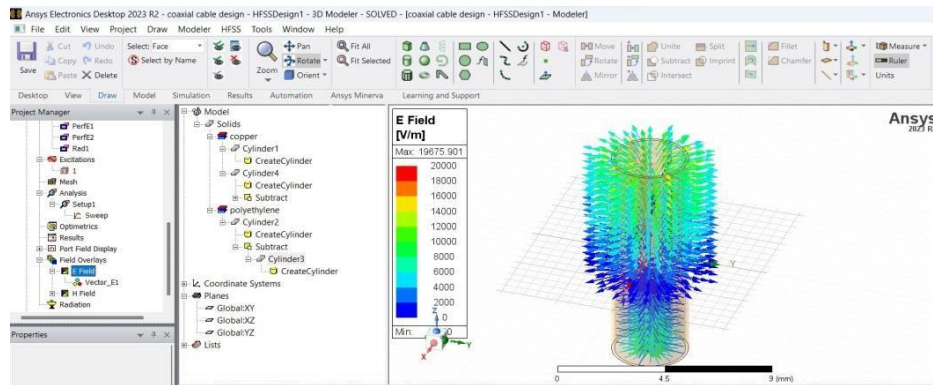 Ansys Electronics Desktop 2023 R2 - coaxial cable design - HFSSDesign1 - 3D Modeler - SOLVED - [coaxial cable design - HFSSDesign1 - Modeler]
File Edit View Project Draw Modeler HFSS Tools Window Help
Save
Cut Undo
Copy Redo
Paste Delete
Select: Face
Select by Name
Zoom
Pan
Rotate
Orient
Fit All
Fit Selected
Move
Rotate
Mirror
Unite
Subtract
Intersect
Split
Imprint
Fillet
Chamfer
Measure
Ruler
Units
Desktop View Draw Model Simulation Results Automation Ansys Minerva Learning and Support
Project Manager
PerfE1
PerfE2
Rad1
Excitations
1
Mesh
Analysis
Setup1
Sweep
Optimetrics
Results
Port Field Display
Field Overlays
E Field
Vector_E1
H Field
Radiation
Properties
Model
Solids
copper
Cylinder1
CreateCylinder
Cylinder4
CreateCylinder
Subtract
polyethylene
Cylinder2
CreateCylinder
Subtract
Cylinder3
CreateCylinder
Coordinate Systems
Planes
Global:XY
Global:XZ
Global:YZ
Lists
E Field
[V/m]
Max: 19675.901
20000
18000
16000
14000
12000
10000
8000
6000
4000
2000
0
Min: 0
Z
Y
X
Y
Ansys
2023 R
0 4.5 9 (mm)